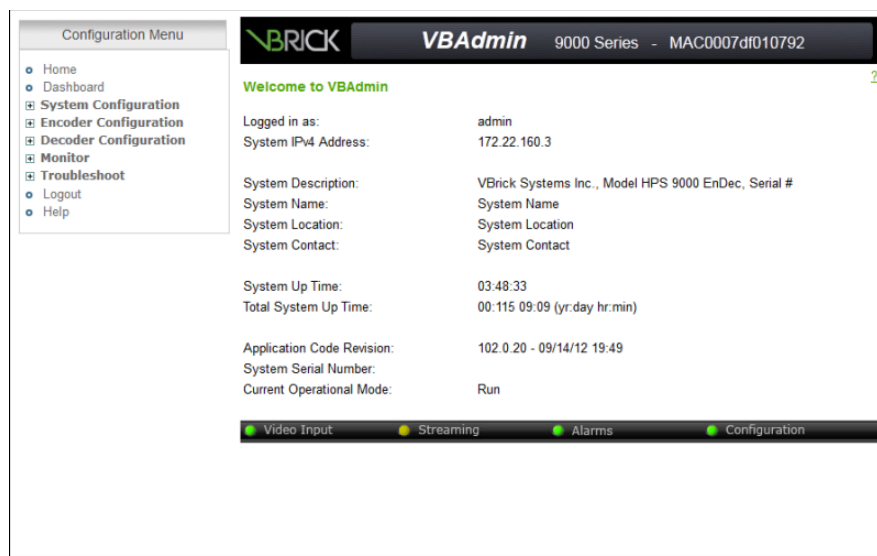 Configuration Menu
Home
Dashboard
System Configuration
Encoder Configuration
Decoder Configuration
Monitor
Troubleshoot
Logout
Help
VBRICK VBAdmin 9000 Series - MAC0007df010792
?
Welcome to VBAdmin
Logged in as: admin
System IPv4 Address: 172.22.160.3
System Description: VBrick Systems Inc., Model HPS 9000 EnDec, Serial #
System Name: System Name
System Location: System Location
System Contact: System Contact
System Up Time: 03:48:33
Total System Up Time: 00:115 09:09 (yr:day hr:min)
Application Code Revision: 102.0.20 - 09/14/12 19:49
System Serial Number:
Current Operational Mode: Run
Video Input Streaming Alarms Configuration